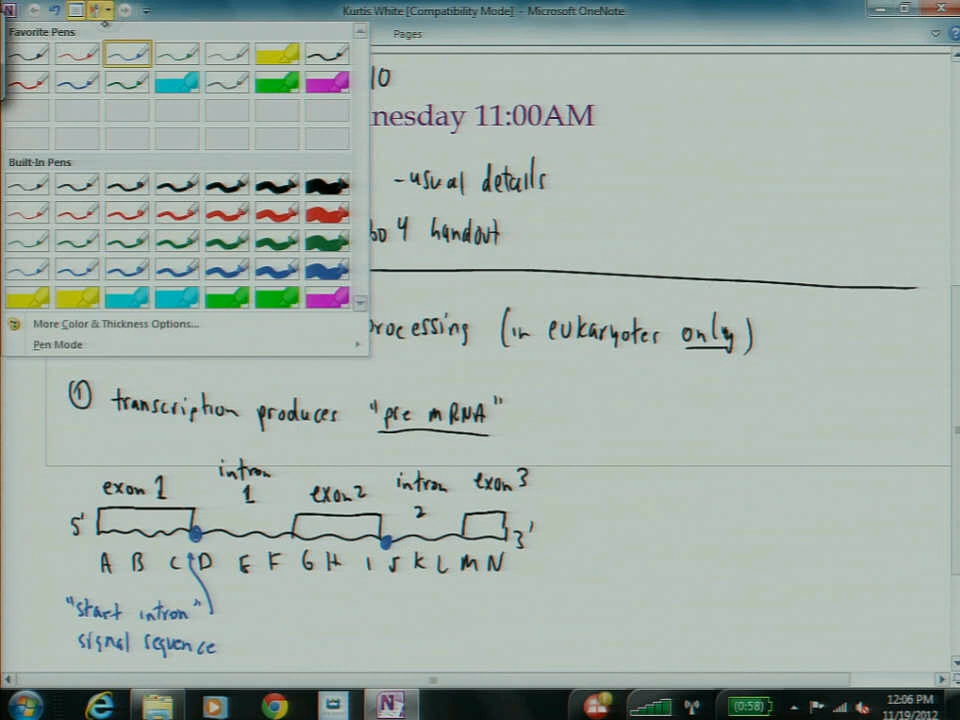 Kurtis White [Compatibility Mode] - Microsoft OneNote
Favorite Pens
Pages
10
nesday 11:00AM
Built-In Pens
-usual details
bo 4 handout
More Color & Thickness Options...
Pen Mode
rocessing (in eukaryotes only)
① transcription produces "pre mRNA"
exon 1 intron 1 exon 2 intron 2 exon 3
5' 3'
A B C D E F G H I J K L M N
"start intron"
signal sequence
(0:58)
12:06 PM
11/19/2012